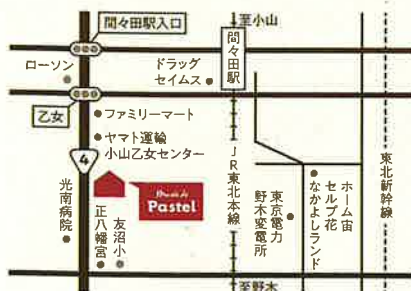 至小山
間々田駅入口
間々田駅
ローソン
ドラッグ
セイムス
乙女
ファミリーマート
ヤマト運輸
小山乙女センター
4
Pastel
光南病院
正八幡宮
友沼小
JR東北本線
東京電力
野木変電所
ホーム宙
セルプ花
なかよしランド
東北新幹線
至野木